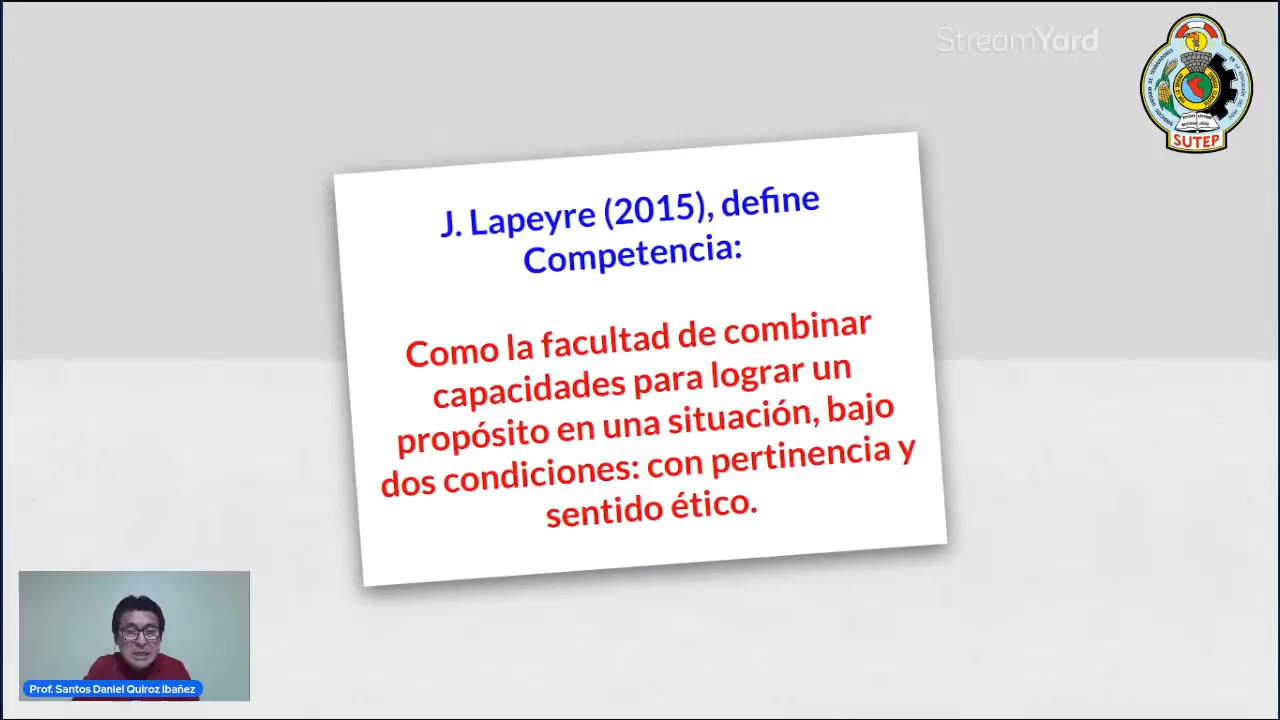 StreamYard
SUTEP
J. Lapeyre (2015), define
Competencia:
Como la facultad de combinar
capacidades para lograr un
propósito en una situación, bajo
dos condiciones: con pertinencia y
sentido ético.
Prof. Santos Daniel Quiroz Ibañez